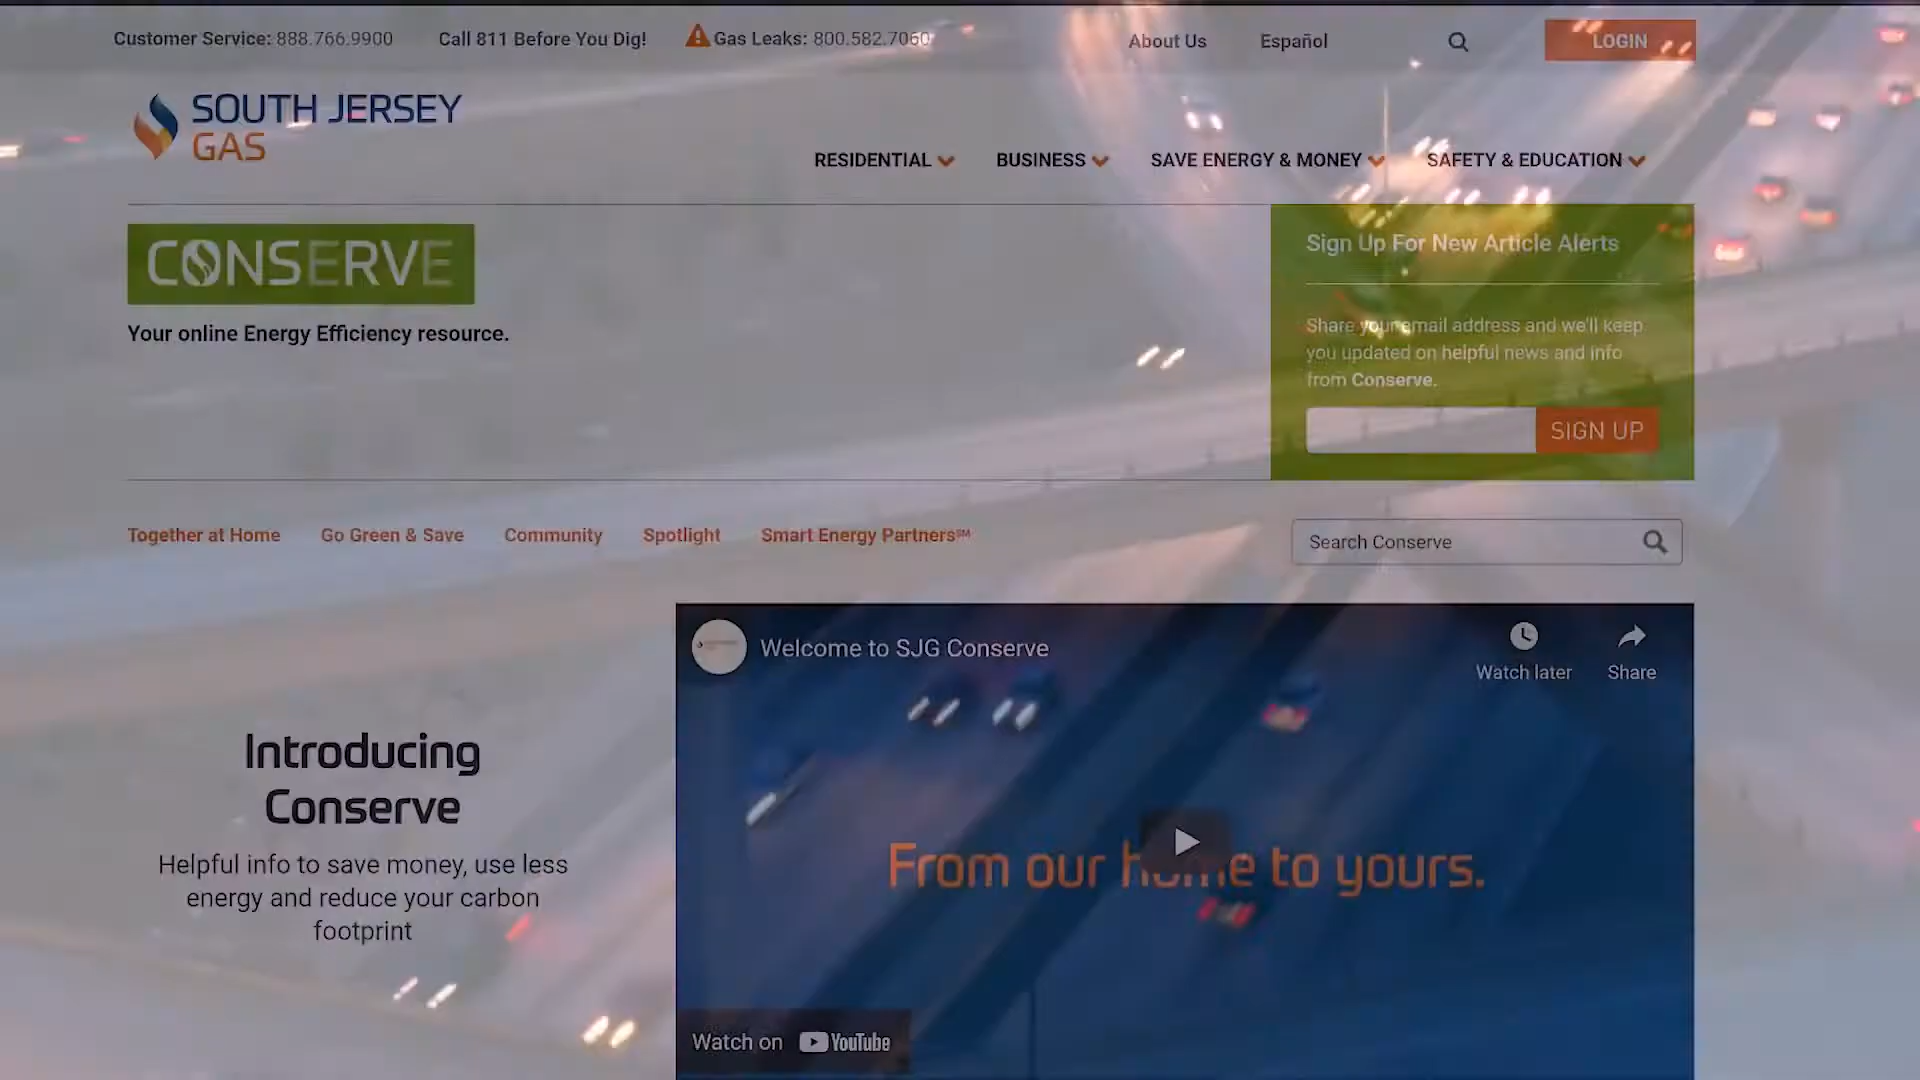 Customer Service: 888.766.9900
Call 811 Before You Dig!
Gas Leaks: 800.582.7060
About Us
Español
LOGIN
SOUTH JERSEY
GAS
RESIDENTIAL
BUSINESS
SAVE ENERGY & MONEY
SAFETY & EDUCATION
CONSERVE
Your online Energy Efficiency resource.
Sign Up For New Article Alerts
Share your email address and we'll keep
you updated on helpful news and info
from Conserve.
SIGN UP
Together at Home
Go Green & Save
Community
Spotlight
Smart Energy Partners℠
Search Conserve
Introducing
Conserve
Helpful info to save money, use less
energy and reduce your carbon
footprint
Welcome to SJG Conserve
Watch later
Share
From our home to yours.
Watch on YouTube